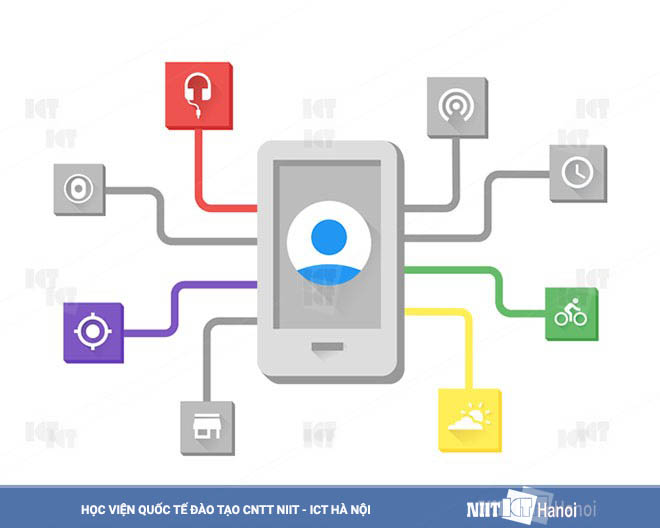 HỌC VIỆN QUỐC TẾ ĐÀO TẠO CNTT NIIT - ICT HÀ NỘI
NIIT ICT Hanoi